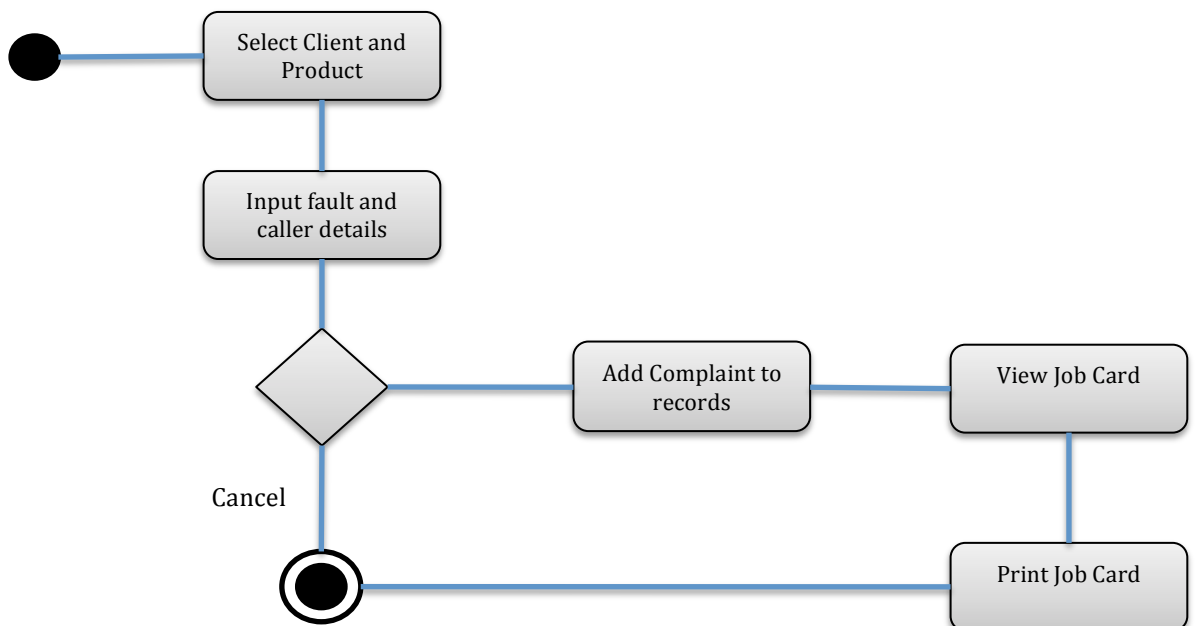 Select Client and
Product
Input fault and
caller details
Add Complaint to
records
View Job Card
Cancel
Print Job Card